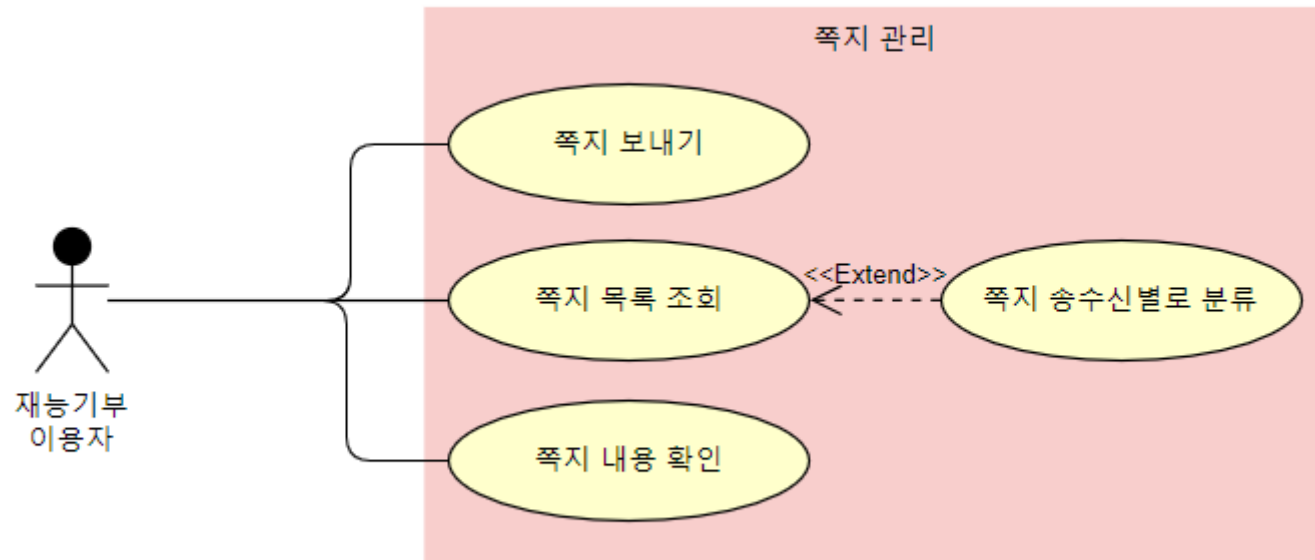 쪽지 관리
쪽지 보내기
쪽지 목록 조회
<<Extend>>
쪽지 송수신별로 분류
쪽지 내용 확인
재능기부
이용자